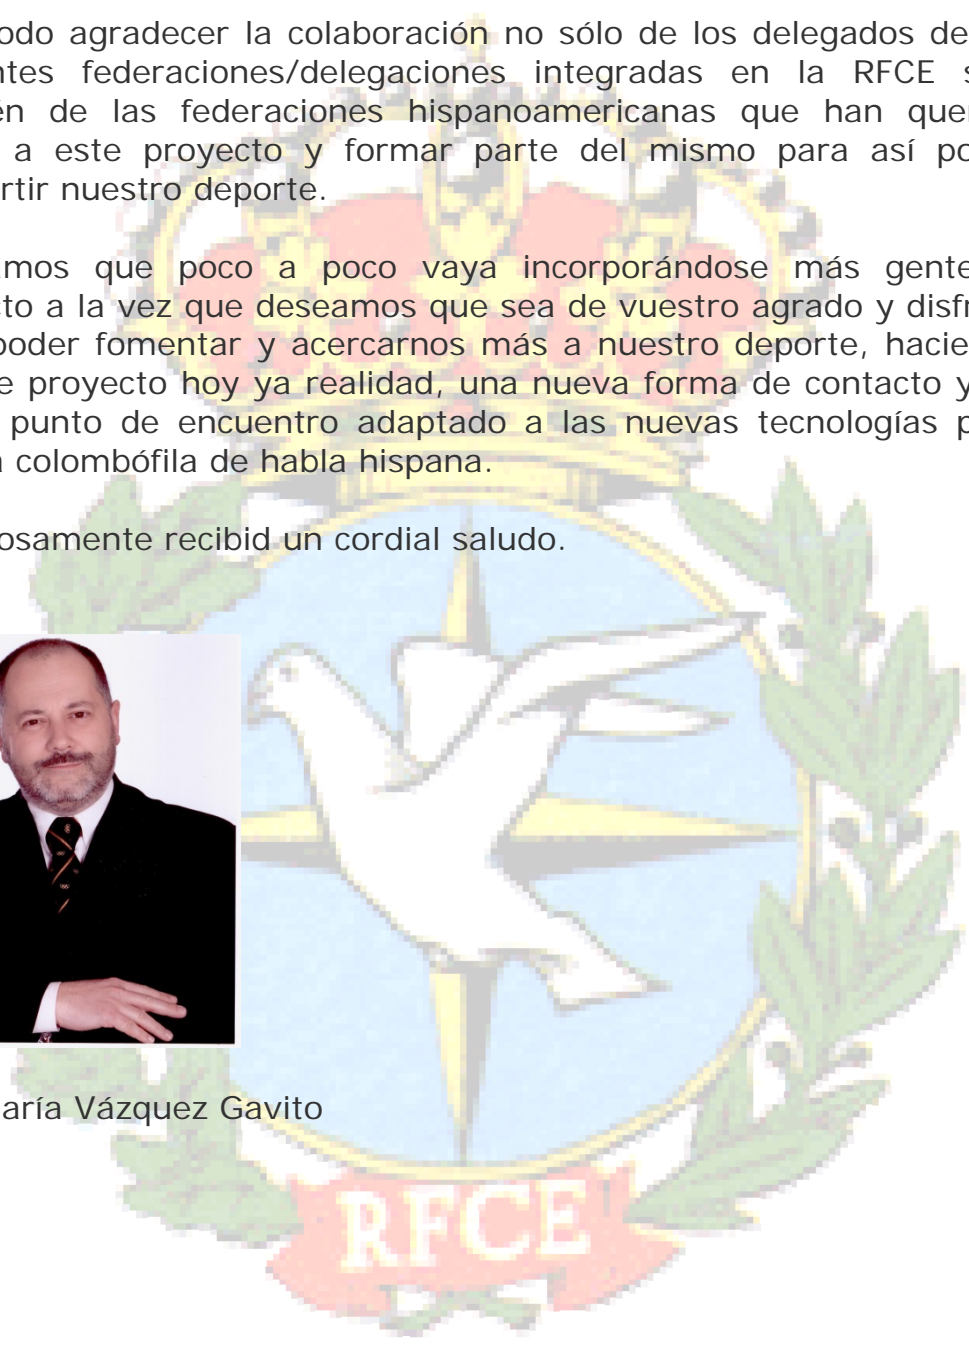 odo agradecer la colaboración no sólo de los delegados de
ntes federaciones/delegaciones integradas en la RFCE s
én de las federaciones hispanoamericanas que han que
a este proyecto y formar parte del mismo para así po
rtir nuestro deporte.
mos que poco a poco vaya incorporándose más gente
to a la vez que deseamos que sea de vuestro agrado y disf
poder fomentar y acercarnos más a nuestro deporte, hacie
e proyecto hoy ya realidad, una nueva forma de contacto y
punto de encuentro adaptado a las nuevas tecnologías p
a colombófila de habla hispana.
osamente recibid un cordial saludo.
aría Vázquez Gavito
RFCE